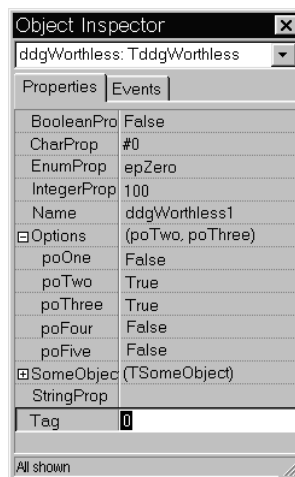 Object Inspector
ddgWorthless: TddgWorthless
Properties Events
BooleanPro False
CharProp #0
EnumProp epZero
IntegerProp 100
Name ddgWorthless1
Options (poTwo, poThree)
poOne False
poTwo True
poThree True
poFour False
poFive False
SomeObjec (TSomeObject)
StringProp
Tag 0
All shown